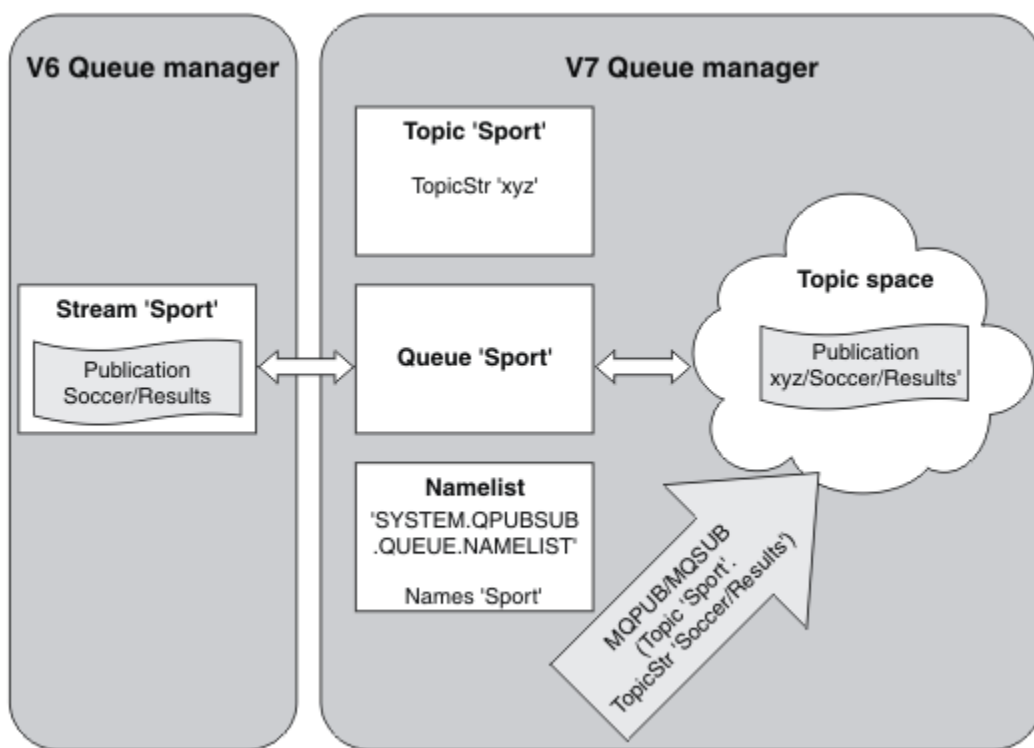 V6 Queue manager
V7 Queue manager
Topic 'Sport'
TopicStr 'xyz'
Stream 'Sport'
Publication
Soccer/Results
Queue 'Sport'
Topic space
Publication
xyz/Soccer/Results'
Namelist
'SYSTEM.QPUBSUB
.QUEUE.NAMELIST'
Names 'Sport'
MQPUB/MQSUB
(Topic 'Sport'.
TopicStr 'Soccer/Results')